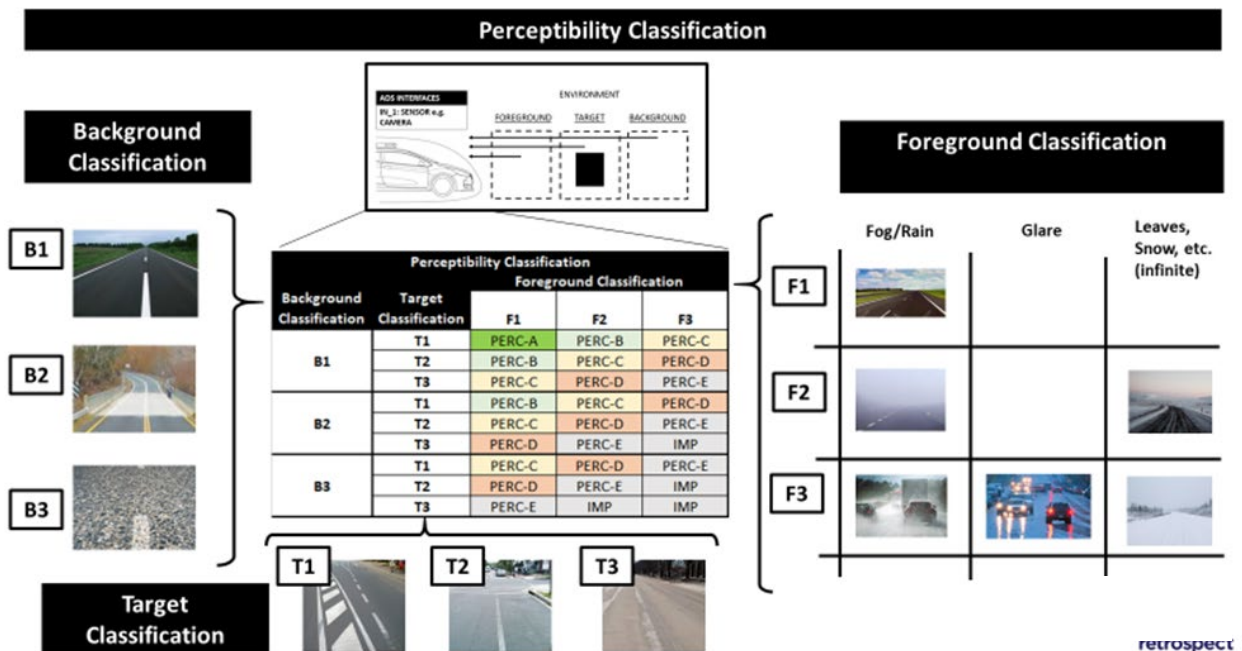 Perceptibility Classification
Background
Classification
ADS INTERFACES
IN_1: SENSOR e.g.
CAMERA
ENVIRONMENT
FOREGROUND TARGET BACKGROUND
Foreground Classification
B1
B2
B3
Perceptibility Classification
Foreground Classification
Background
Classification
Target
Classification
F1 F2 F3
B1 T1 PERC-A PERC-B PERC-C
T2 PERC-B PERC-C PERC-D
T3 PERC-C PERC-D PERC-E
B2 T1 PERC-B PERC-C PERC-D
T2 PERC-C PERC-D PERC-E
T3 PERC-D PERC-E IMP
B3 T1 PERC-C PERC-D PERC-E
T2 PERC-D PERC-E IMP
T3 PERC-E IMP IMP
Fog/Rain
Glare
Leaves,
Snow, etc.
(infinite)
F1
F2
F3
T1
T2
T3
Target
Classification
retrospect